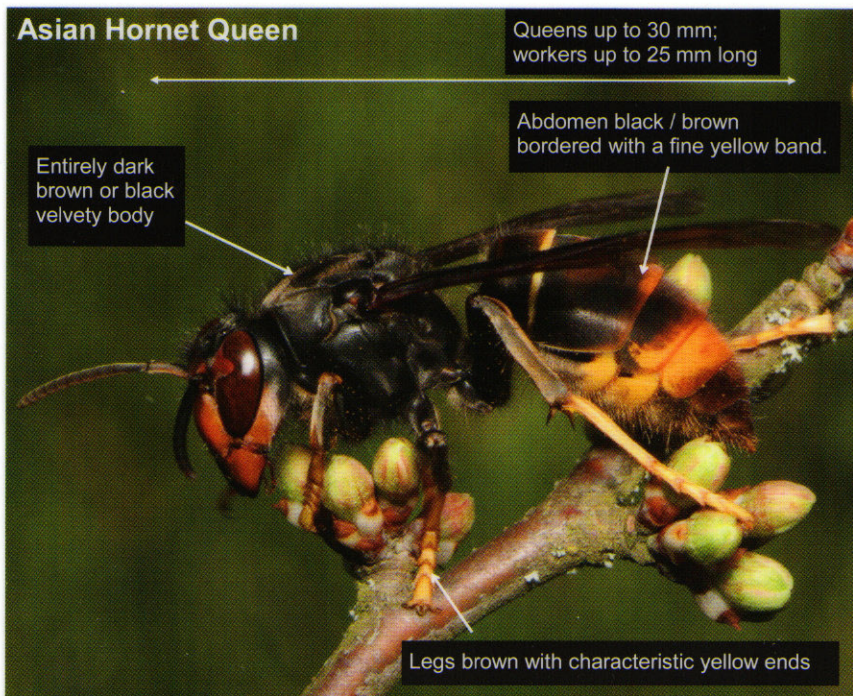 Asian Hornet Queen
Queens up to 30 mm;
workers up to 25 mm long
Abdomen black / brown
bordered with a fine yellow band.
Entirely dark
brown or black
velvety body
Legs brown with characteristic yellow ends